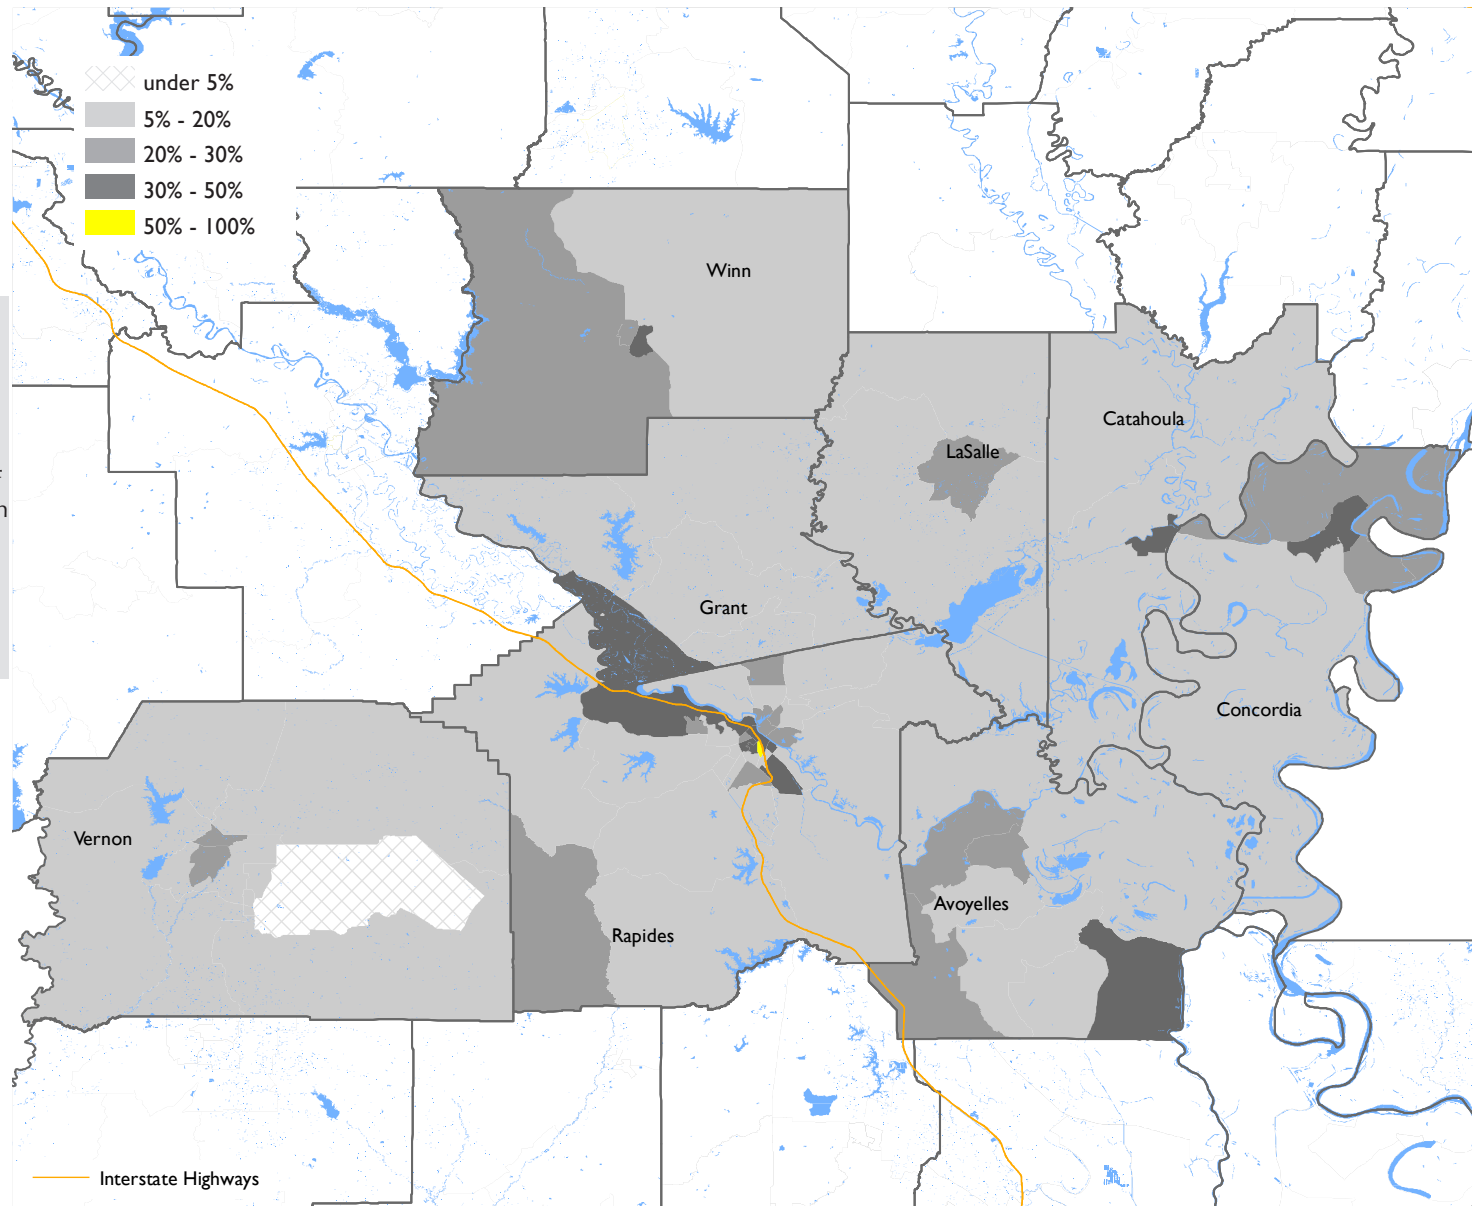 under 5%
5% - 20%
20% - 30%
30% - 50%
50% - 100%
Winn
Catahoula
LaSalle
n
Grant
Concordia
Vernon
Avoyelles
Rapides
Interstate Highways